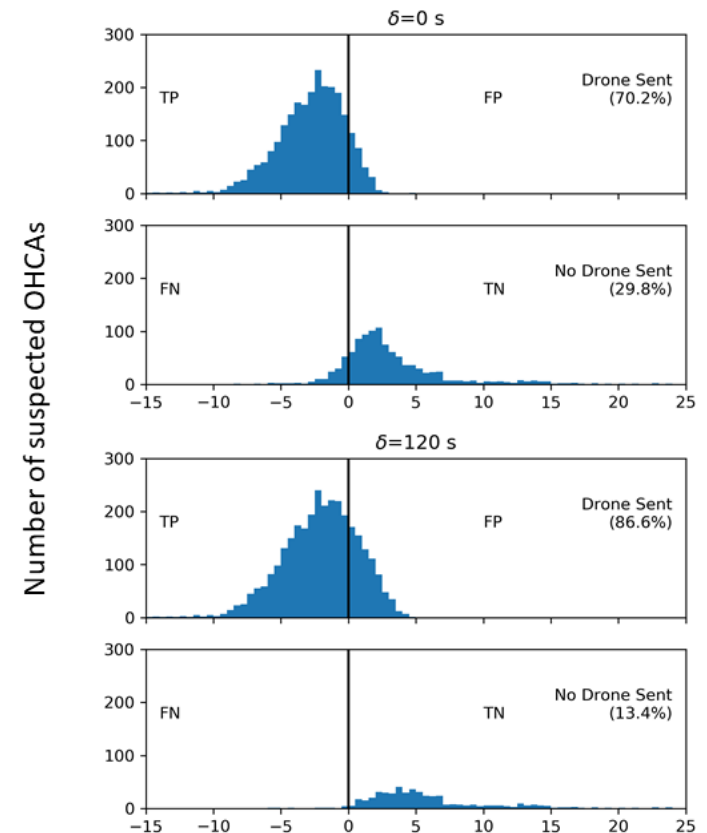 δ=0 s
300
200
100
0
TP
FP
Drone Sent
(70.2%)
300
200
100
0
FN
TN
No Drone Sent
(29.8%)
−15 −10 −5 0 5 10 15 20 25
Number of suspected OHCAs
δ=120 s
300
200
100
0
TP
FP
Drone Sent
(86.6%)
300
200
100
0
FN
TN
No Drone Sent
(13.4%)
−15 −10 −5 0 5 10 15 20 25